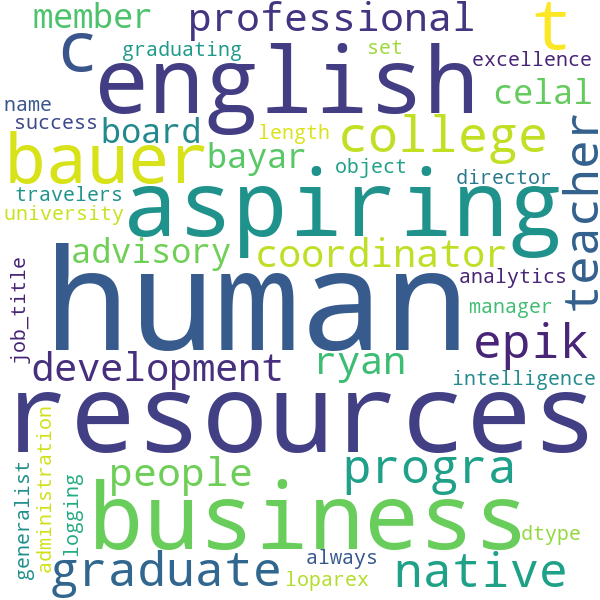 member
professional
t
c
graduating
set
excellence
english
name
celal
success
board
length
college
teacher
bauer
bayar
object
director
travelers
aspiring
university
advisory
coordinator
human
analytics
job_title
manager
epik
development
ryan
intelligence
resources
people
progra
administration
generalist
logging
business
dtype
graduate
always
native
loparex